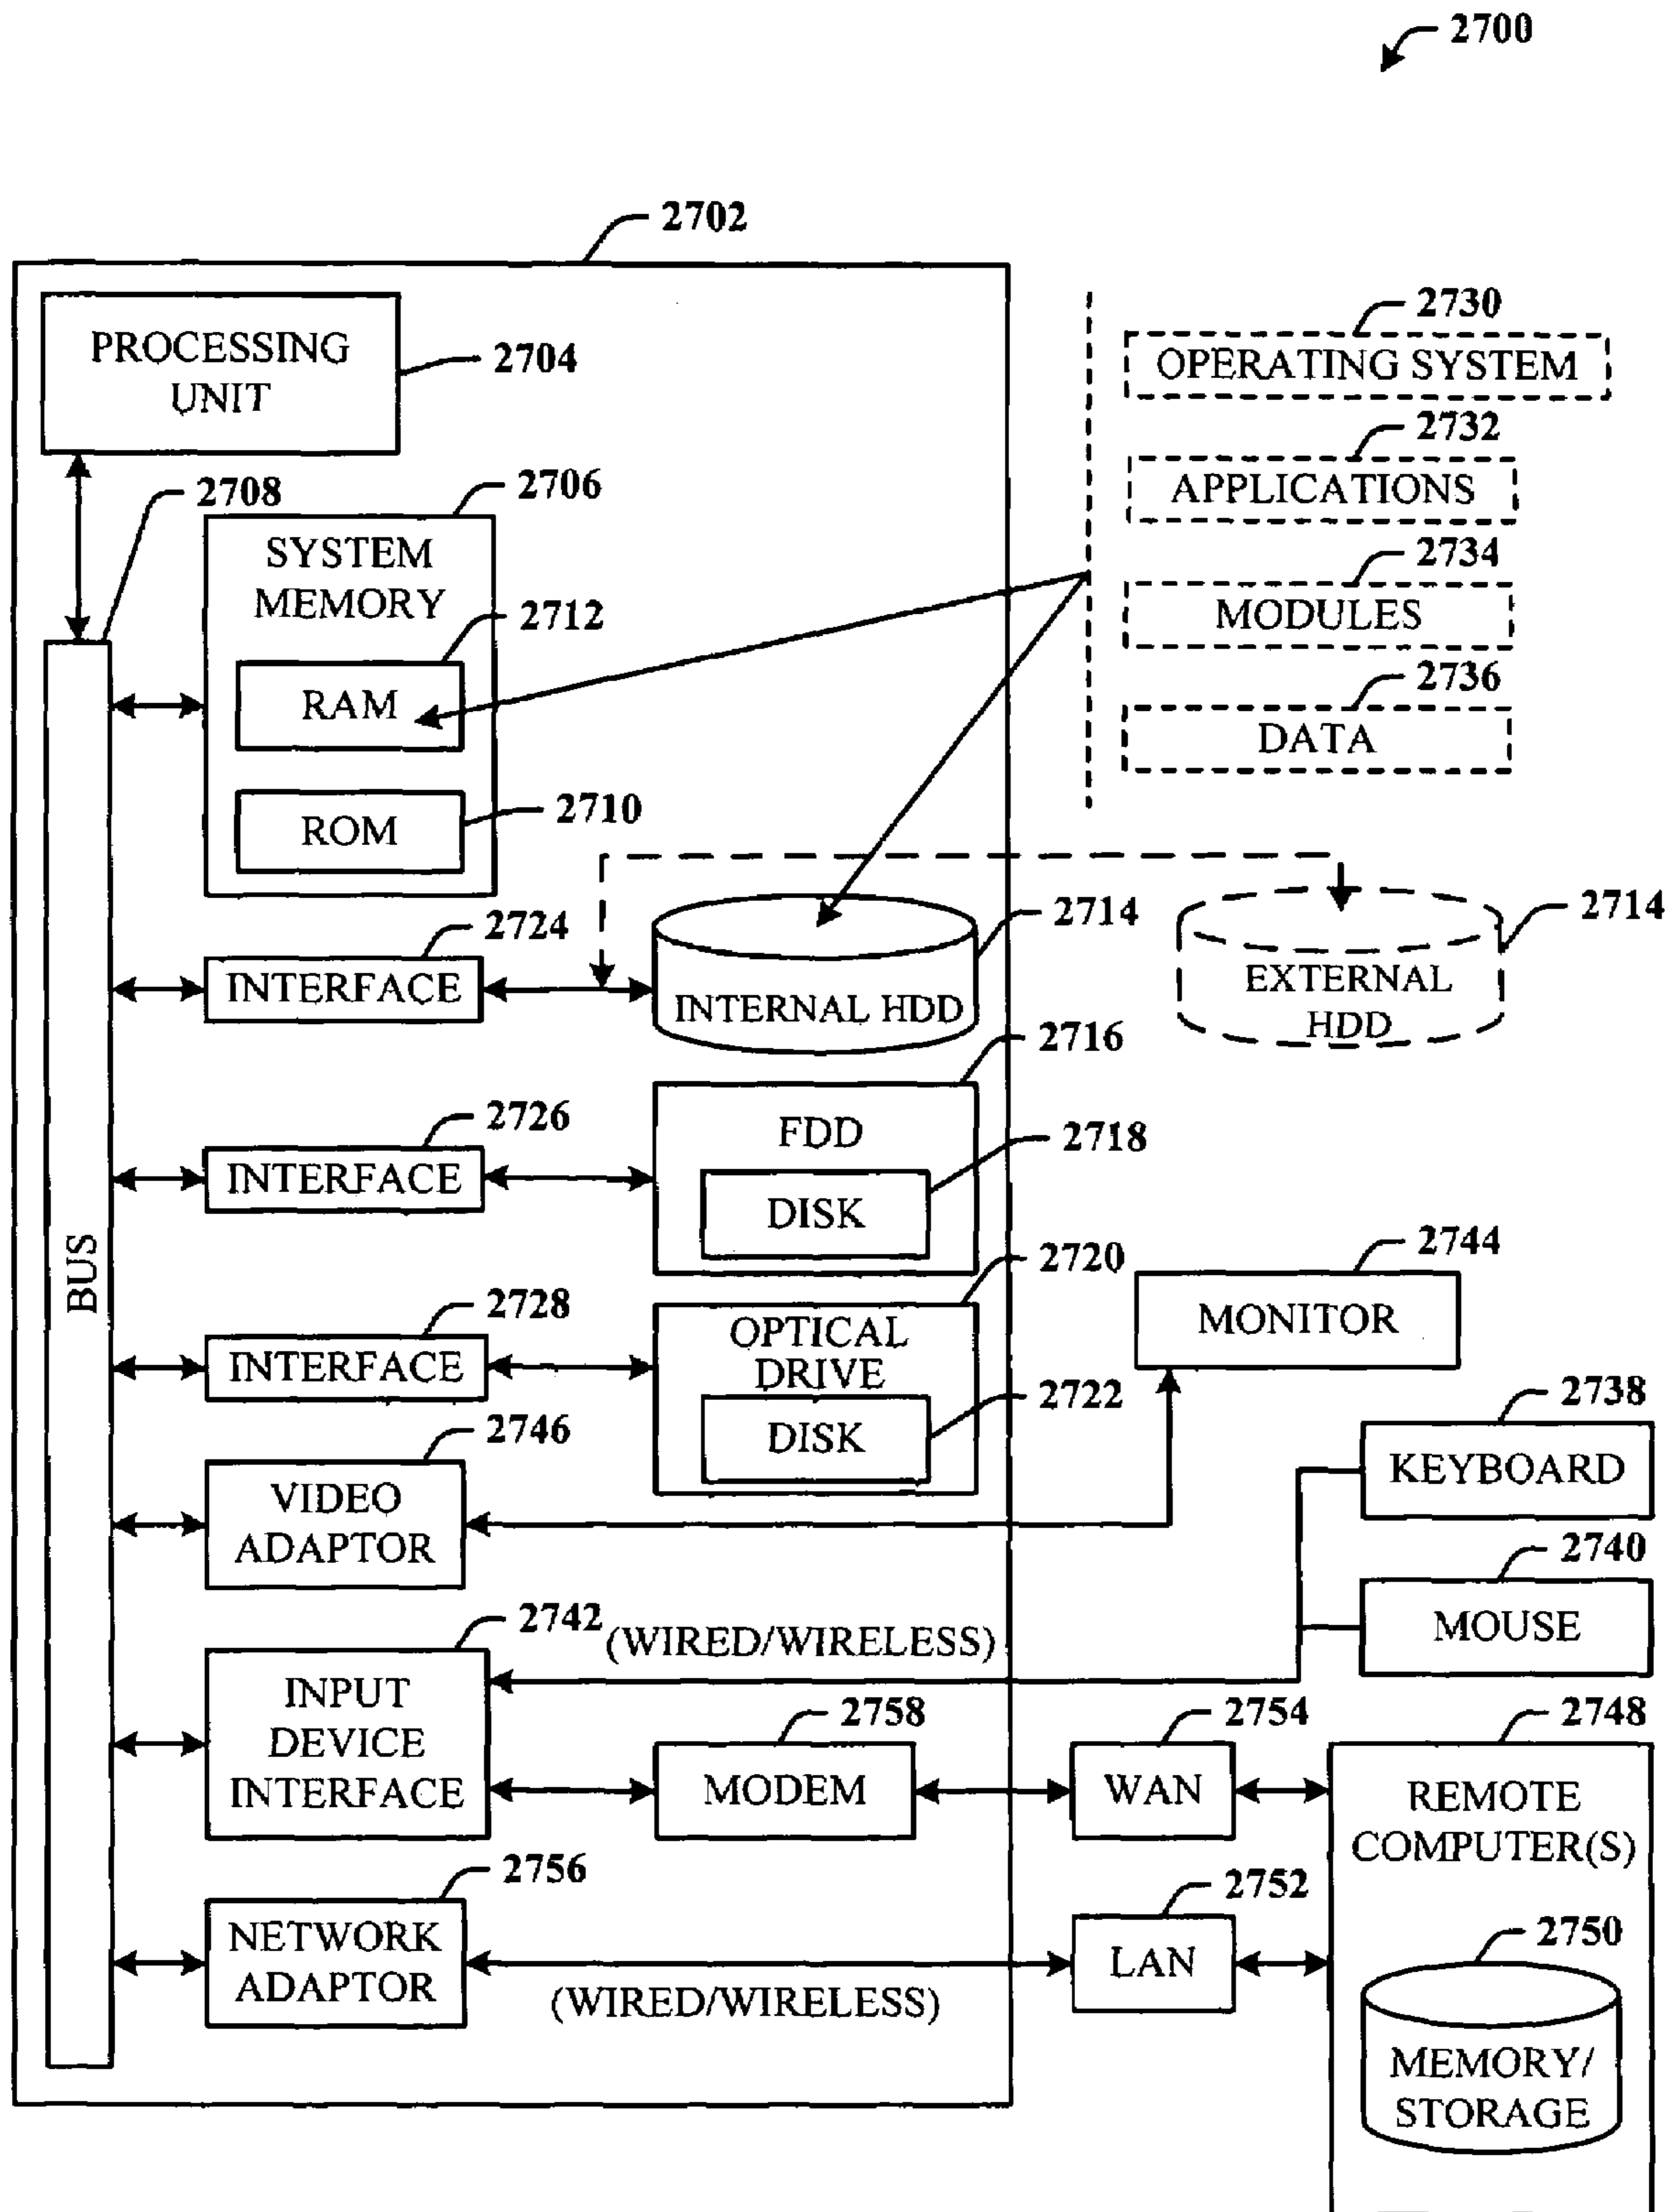 2700
2702
PROCESSING
UNIT
2704
2730
OPERATING SYSTEM
2732
APPLICATIONS
2734
MODULES
2736
DATA
2708
2706
SYSTEM
MEMORY
2712
RAM
2710
ROM
2724
INTERFACE
2714
INTERNAL HDD
2714
EXTERNAL
HDD
2716
FDD
2726
INTERFACE
2718
DISK
BUS
2720
OPTICAL
DRIVE
2728
INTERFACE
2722
DISK
2744
MONITOR
2746
VIDEO
ADAPTOR
2738
KEYBOARD
2740
MOUSE
2742
(WIRED/WIRELESS)
INPUT
DEVICE
INTERFACE
2758
MODEM
2754
WAN
2748
REMOTE
COMPUTER(S)
2756
NETWORK
ADAPTOR
(WIRED/WIRELESS)
2752
LAN
2750
MEMORY/
STORAGE